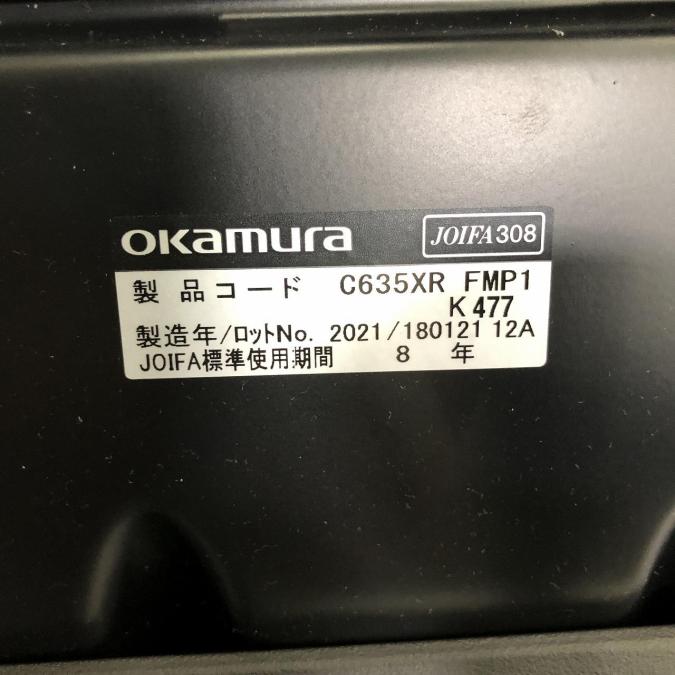 okamura
JOIFA308
製品コード C635XR FMP1
K477
製造年/ロットNo. 2021/180121 12A
JOIFA標準使用期間 8 年